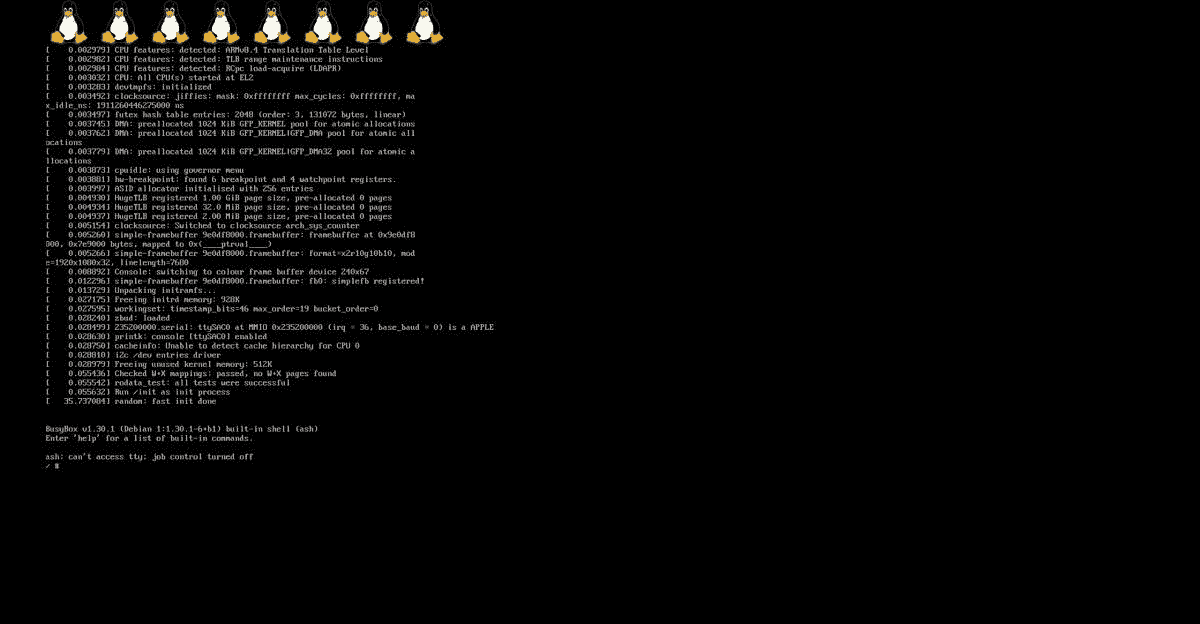 [    0.002979] CPU features: detected: ARMv8.4 Translation Table Level
[    0.002982] CPU features: detected: TLB range maintenance instructions
[    0.002984] CPU features: detected: RCpc load-acquire (LDAPR)
[    0.003032] CPU: All CPU(s) started at EL2
[    0.003283] devtmpfs: initialized
[    0.003492] clocksource: jiffies: mask: 0xffffffff max_cycles: 0xffffffff, ma
x_idle_ns: 1911260446275000 ns
[    0.003497] futex hash table entries: 2048 (order: 3, 131072 bytes, linear)
[    0.003745] DMA: preallocated 1024 KiB GFP_KERNEL pool for atomic allocations
[    0.003762] DMA: preallocated 1024 KiB GFP_KERNEL|GFP_DMA pool for atomic all
ocations
[    0.003779] DMA: preallocated 1024 KiB GFP_KERNEL|GFP_DMA32 pool for atomic a
llocations
[    0.003873] cpuidle: using governor menu
[    0.003881] hw-breakpoint: found 6 breakpoint and 4 watchpoint registers.
[    0.003997] ASID allocator initialised with 256 entries
[    0.004930] HugeTLB registered 1.00 GiB page size, pre-allocated 0 pages
[    0.004934] HugeTLB registered 32.0 MiB page size, pre-allocated 0 pages
[    0.004937] HugeTLB registered 2.00 MiB page size, pre-allocated 0 pages
[    0.005154] clocksource: Switched to clocksource arch_sys_counter
[    0.005260] simple-framebuffer 9e0df8000.framebuffer: framebuffer at 0x9e0df8
000, 0x7e9000 bytes, mapped to 0x(____ptrval____)
[    0.005266] simple-framebuffer 9e0df8000.framebuffer: format=x2r10g10b10, mod
e=1920x1080x32, linelength=7680
[    0.008892] Console: switching to colour frame buffer device 240x67
[    0.012296] simple-framebuffer 9e0df8000.framebuffer: fb0: simplefb registered!
[    0.013729] Unpacking initramfs...
[    0.027175] Freeing initrd memory: 928K
[    0.027595] workingset: timestamp_bits=46 max_order=19 bucket_order=0
[    0.028240] zbud: loaded
[    0.028499] 235200000.serial: ttySAC0 at MMIO 0x235200000 (irq = 36, base_baud = 0) is a APPLE
[    0.028630] printk: console [ttySAC0] enabled
[    0.028750] cacheinfo: Unable to detect cache hierarchy for CPU 0
[    0.028810] i2c /dev entries driver
[    0.028979] Freeing unused kernel memory: 512K
[    0.055436] Checked W+X mappings: passed, no W+X pages found
[    0.055542] rodata_test: all tests were successful
[    0.055632] Run /init as init process
[   35.737084] random: fast init done
BusyBox v1.30.1 (Debian 1:1.30.1-6+b1) built-in shell (ash)
Enter 'help' for a list of built-in commands.
ash: can't access tty; job control turned off
/ #